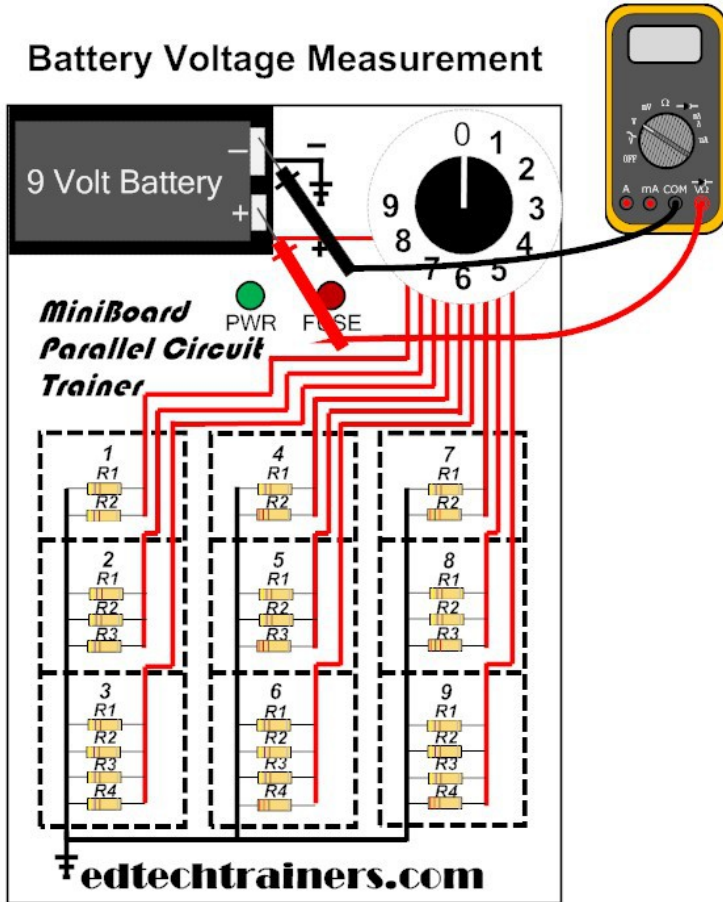 Battery Voltage Measurement
mV Ω mA A
V uA
V
OFF
A mA COM VΩ
−
9 Volt Battery
+
−
+
0
1
2
3
4
5
6
7
8
9
PWR FUSE
MiniBoard
Parallel Circuit
Trainer
1
R1
R2
4
R1
R2
7
R1
R2
2
R1
R2
R3
5
R1
R2
R3
8
R1
R2
R3
3
R1
R2
R3
R4
6
R1
R2
R3
R4
9
R1
R2
R3
R4
edtechtrainers.com